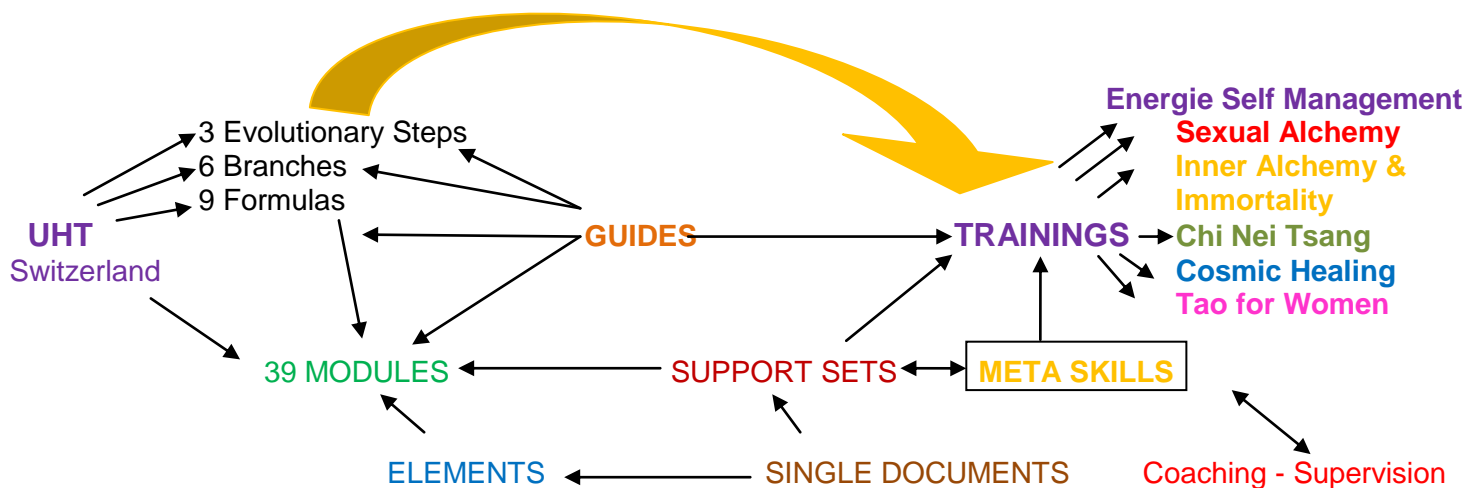 Energie Self Management
3 Evolutionary Steps
Sexual Alchemy
6 Branches
Inner Alchemy &
Immortality
9 Formulas
UHT
GUIDES
TRAININGS
Chi Nei Tsang
Switzerland
Cosmic Healing
Tao for Women
39 MODULES
SUPPORT SETS
META SKILLS
ELEMENTS
SINGLE DOCUMENTS
Coaching - Supervision